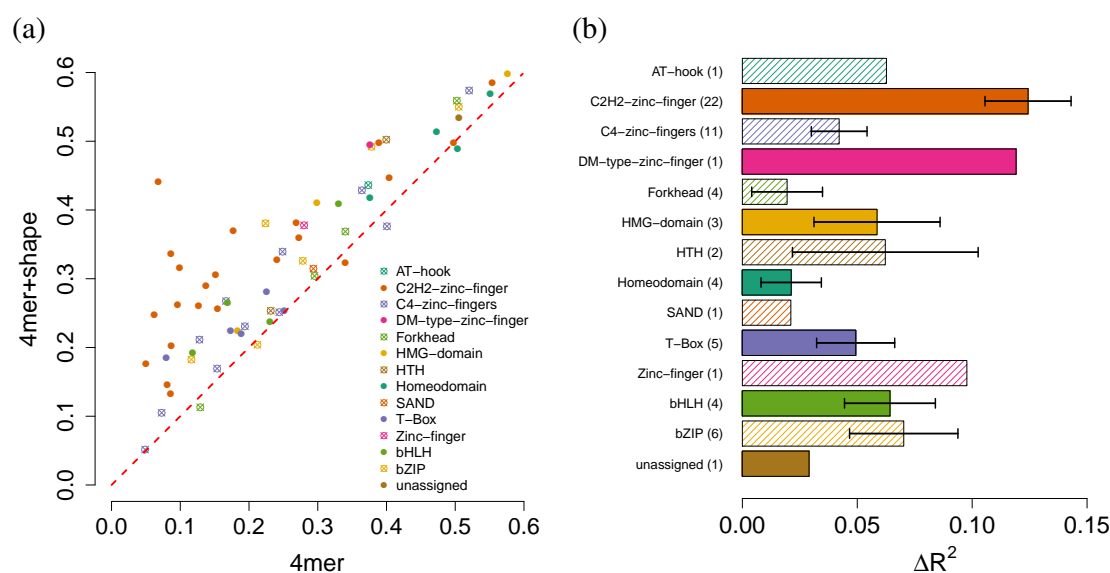 (a)
4mer+shape
0.6
0.5
0.4
0.3
0.2
0.1
0.0
0.0 0.1 0.2 0.3 0.4 0.5 0.6
4mer
AT−hook
C2H2−zinc−finger
C4−zinc−fingers
DM−type−zinc−finger
Forkhead
HMG−domain
HTH
Homeodomain
SAND
T−Box
Zinc−finger
bHLH
bZIP
unassigned
(b)
AT−hook (1)
C2H2−zinc−finger (22)
C4−zinc−fingers (11)
DM−type−zinc−finger (1)
Forkhead (4)
HMG−domain (3)
HTH (2)
Homeodomain (4)
SAND (1)
T−Box (5)
Zinc−finger (1)
bHLH (4)
bZIP (6)
unassigned (1)
0.00 0.05 0.10 0.15
ΔR²